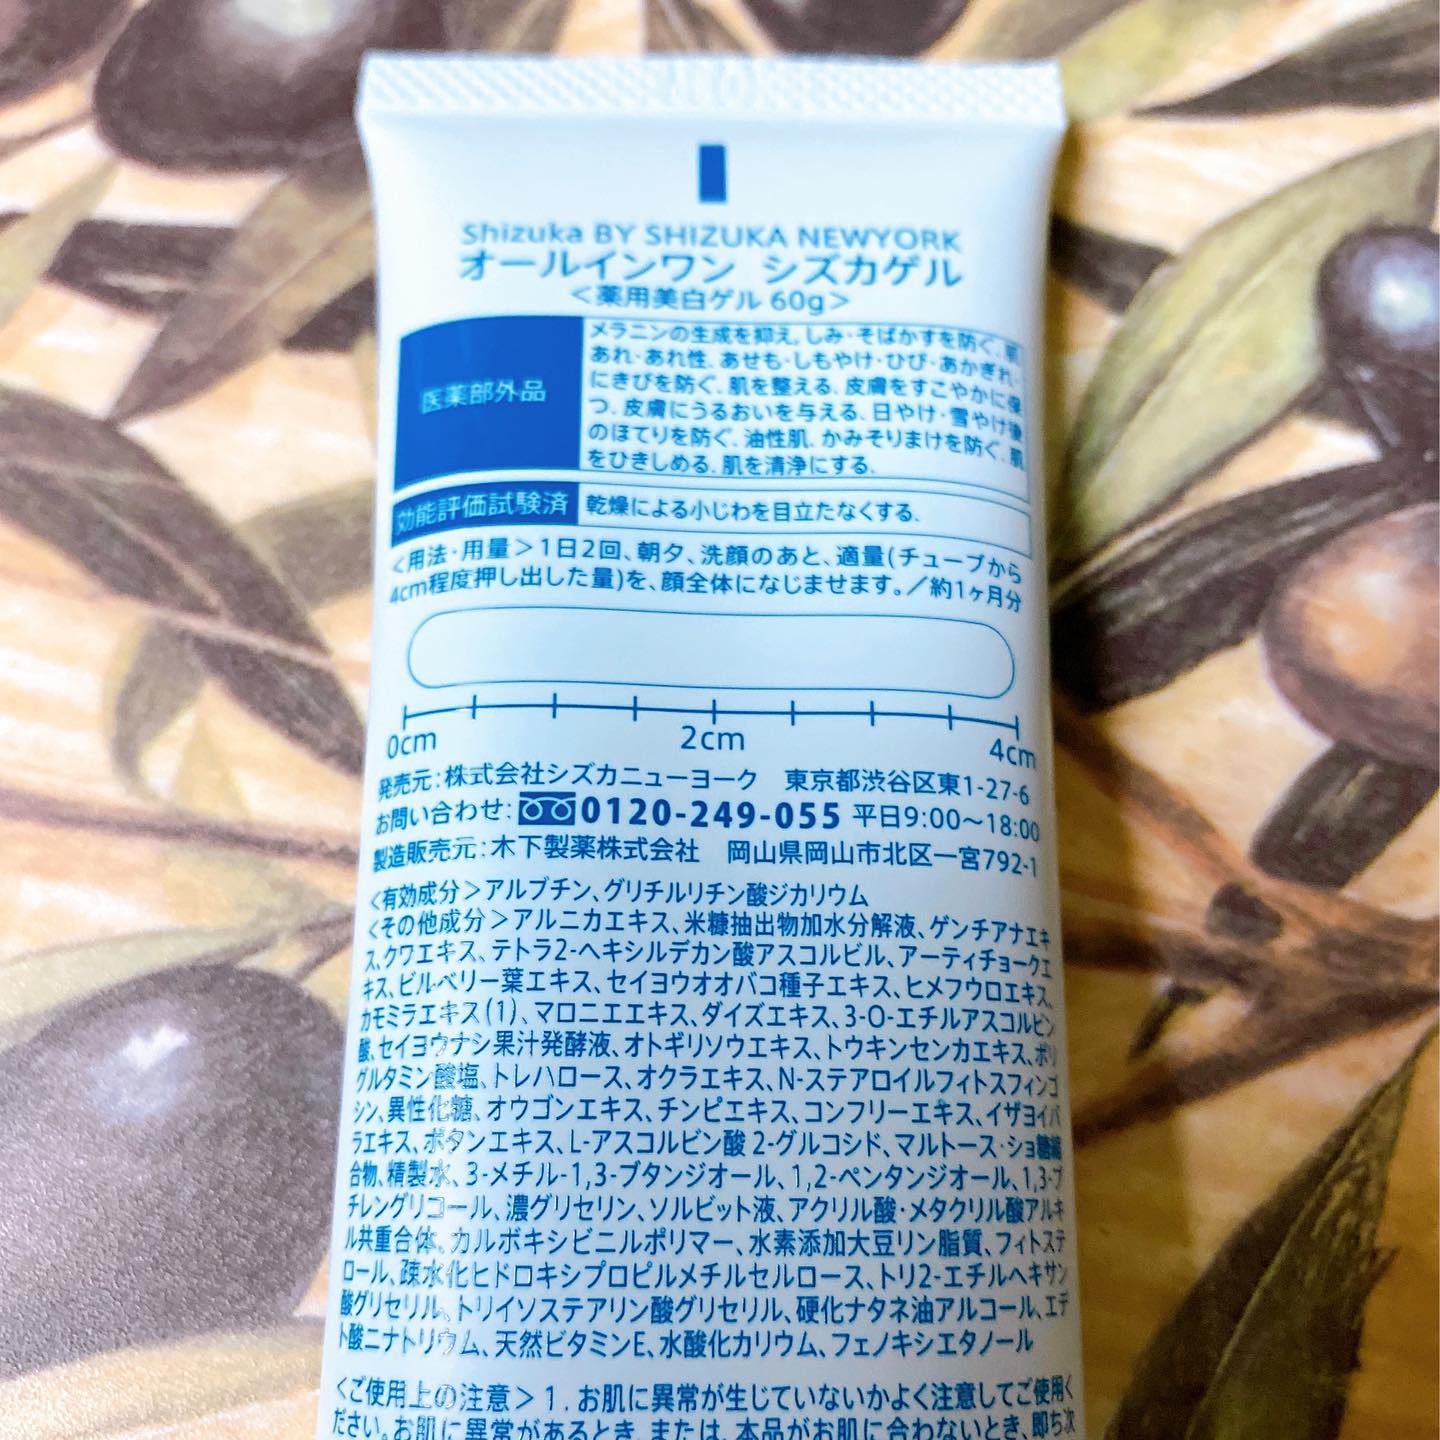 Shizuka BY SHIZUKA NEWYORK
オールインワン シズカゲル
＜薬用美白ゲル 60g＞
医薬部外品
メラニンの生成を抑え、しみ・そばかすを防ぐ、肌
あれ・あれ性、あせも・しもやけ・ひび・あかぎれ・
にきびを防ぐ、肌を整える、皮膚をすこやかに保
つ、皮膚にうるおいを与える、日やけ・雪やけ後
のほてりを防ぐ、油性肌、かみそりまけを防ぐ、肌
をひきしめる、肌を清浄にする、
効能評価試験済
乾燥による小じわを目立たなくする、
＜用法・用量＞1日2回、朝夕、洗顔のあと、適量(チューブから
4cm程度押し出した量)を、顔全体になじませます。／約1ヶ月分
0cm 2cm 4cm
発売元：株式会社シズカニューヨーク 東京都渋谷区東1-27-6
お問い合わせ：0120-249-055 平日9:00〜18:00
製造販売元：木下製薬株式会社 岡山県岡山市北区一宮792-1
＜有効成分＞アルブチン、グリチルリチン酸ジカリウム
＜その他成分＞アルニカエキス、米糠抽出物加水分解液、ゲンチアナエキ
ス、クワエキス、テトラ2-ヘキシルデカン酸アスコルビル、アーティチョークエ
キス、ビルベリー葉エキス、セイヨウオオバコ種子エキス、ヒメフウロエキス、
カモミラエキス(1)、マロニエエキス、ダイズエキス、3-O-エチルアスコルビン
酸、セイヨウナシ果汁発酵液、オトギリソウエキス、トウキンセンカエキス、ポリ
グルタミン酸塩、トレハロース、オクラエキス、N-ステアロイルフィトスフィンゴ
シン、異性化糖、オウゴンエキス、チンピエキス、コンフリーエキス、イザヨイバ
ラエキス、ボタンエキス、L-アスコルビン酸 2-グルコシド、マルトース・ショ糖縮
合物、精製水、3-メチル-1,3-ブタンジオール、1,2-ペンタンジオール、1,3-ブ
チレングリコール、濃グリセリン、ソルビット液、アクリル酸・メタクリル酸アルキ
ル共重合体、カルボキシビニルポリマー、水素添加大豆リン脂質、フィトステ
ロール、疎水化ヒドロキシプロピルメチルセルロース、トリ2-エチルヘキサン
酸グリセリル、トリイソステアリン酸グリセリル、硬化ナタネ油アルコール、エデ
ト酸ニナトリウム、天然ビタミンE、水酸化カリウム、フェノキシエタノール
＜ご使用上の注意＞1．お肌に異常が生じていないかよく注意してご使用く
ださい。お肌に異常があるとき、または、本品がお肌に合わないとき、即ち次